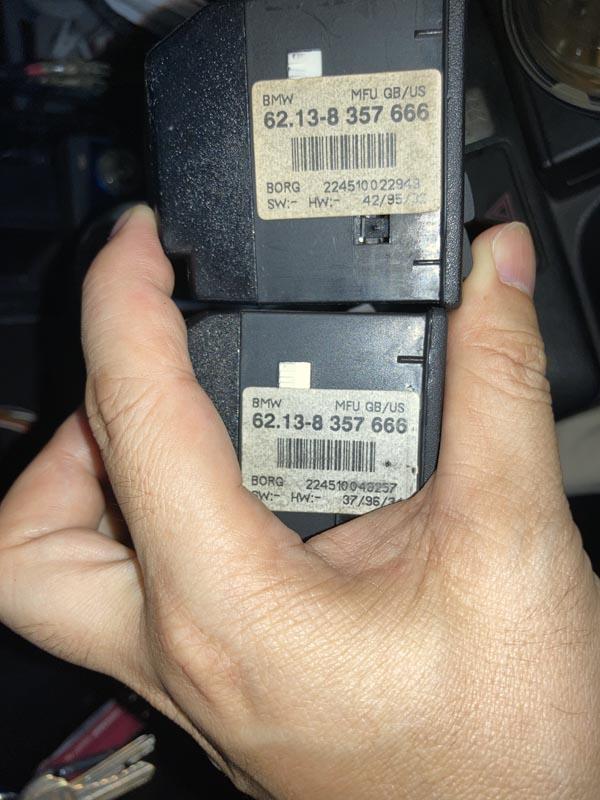 BMW MFU GB/US
62.13-8 357 666
BORG 224510022943
SW:- HW:- 42/95/
BMW MFU GB/US
62.13-8 357 666
BORG 224510049257
SW:- HW:- 37/96/